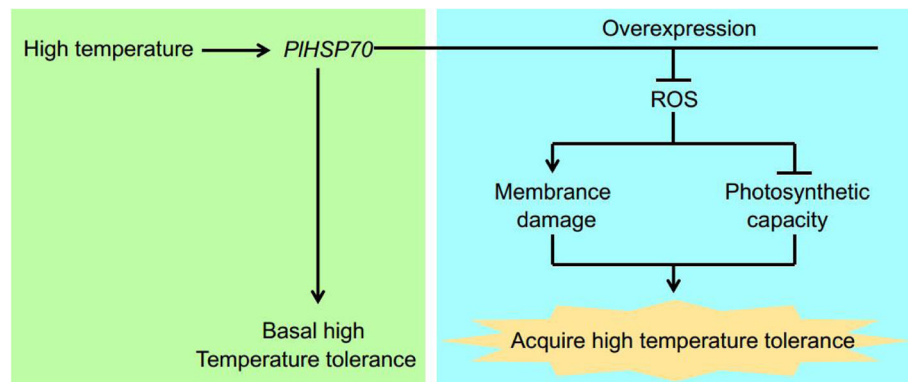 High temperature
PlHSP70
Overexpression
ROS
Membrance
damage
Photosynthetic
capacity
Basal high
Temperature tolerance
Acquire high temperature tolerance